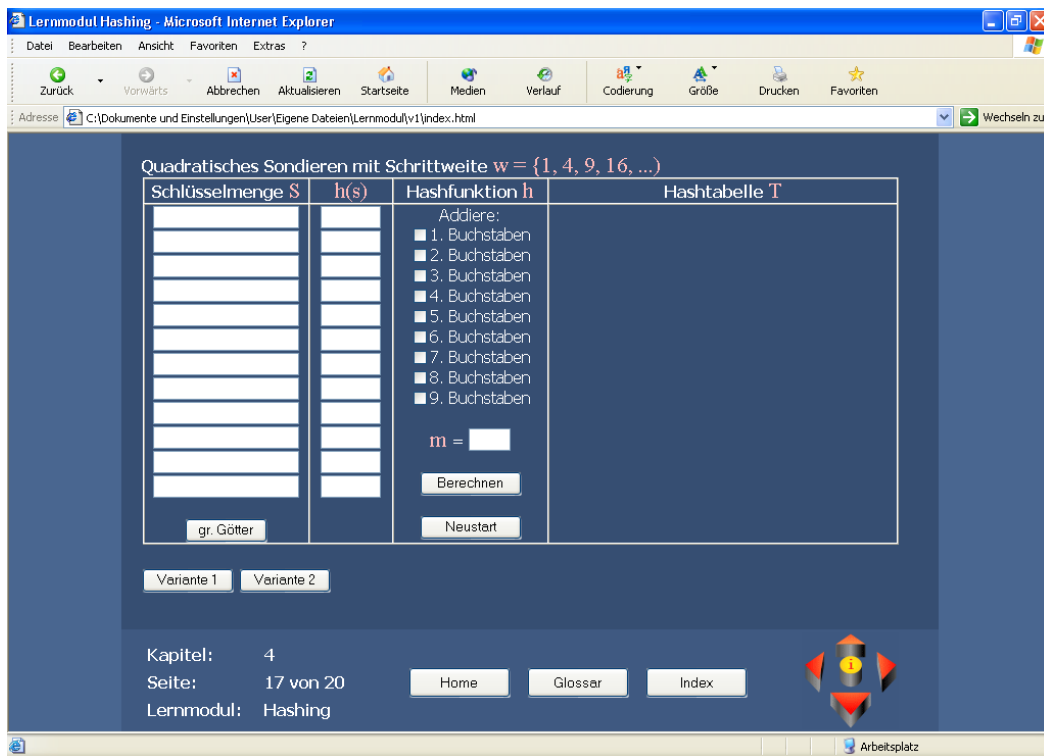 Lernmodul Hashing - Microsoft Internet Explorer
Datei Bearbeiten Ansicht Favoriten Extras ?
Zurück Vorwärts Abbrechen Aktualisieren Startseite Medien Verlauf Codierung Größe Drucken Favoriten
Adresse C:\Dokumente und Einstellungen\User\Eigene Dateien\Lernmodul\v1\index.html Wechseln zu
Quadratisches Sondieren mit Schrittweite w = {1, 4, 9, 16, ...)
Schlüsselmenge S h(s) Hashfunktion h Hashtabelle T
Addiere:
1. Buchstaben
2. Buchstaben
3. Buchstaben
4. Buchstaben
5. Buchstaben
6. Buchstaben
7. Buchstaben
8. Buchstaben
9. Buchstaben
m =
Berechnen
gr. Götter Neustart
Variante 1 Variante 2
Kapitel: 4
Seite: 17 von 20 Home Glossar Index i
Lernmodul: Hashing
Arbeitsplatz